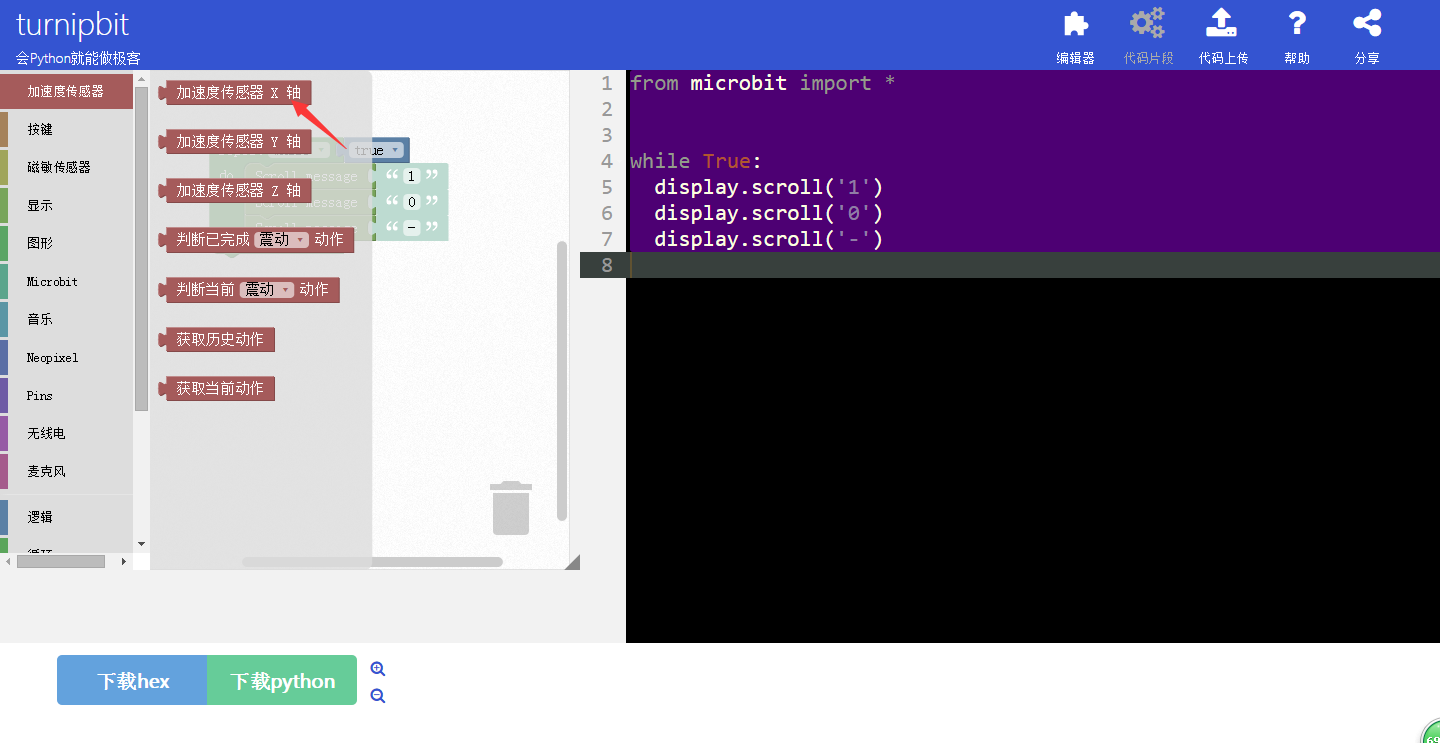 turnipbit
会Python就能做极客
编辑器
代码片段
代码上传
帮助
分享
加速度传感器
按键
磁敏传感器
显示
图形
Microbit
音乐
Neopixel
Pins
无线电
麦克风
逻辑
循环
加速度传感器 X 轴
加速度传感器 Y 轴
加速度传感器 Z 轴
判断已完成 震动 动作
判断当前 震动 动作
获取历史动作
获取当前动作
true
do Scroll message “ 1 ”
Scroll message “ 0 ”
Scroll message “ - ”
1 from microbit import *
2
3
4 while True:
5 display.scroll('1')
6 display.scroll('0')
7 display.scroll('-')
8
下载hex
下载python